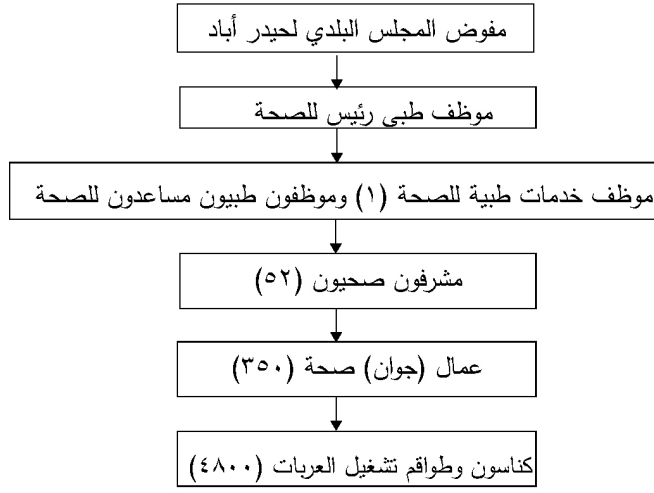 مفوض المجلس البلدي لحيدر أباد
موظف طبي رئيس للصحة
موظف خدمات طبية للصحة (١) وموظفون طبيون مساعدون للصحة
مشرفون صحيون (٥٢)
عمال (جوان) صحة (٣٥٠)
كناسون وطواقم تشغيل العربات (٤٨٠٠)